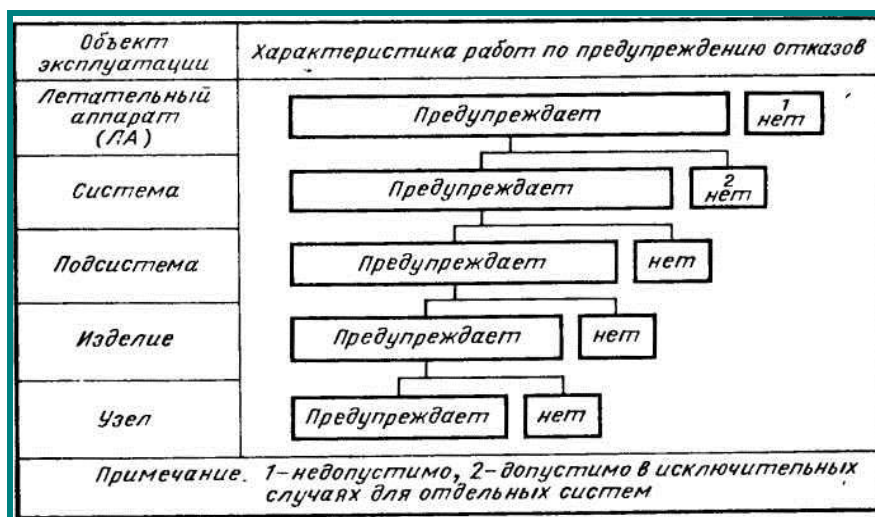 Объект
эксплуатации
Характеристика работ по предупреждению отказов
Летательный
аппарат
(ЛА)
Предупреждает
1
нет
Система
Предупреждает
2
нет
Подсистема
Предупреждает
нет
Изделие
Предупреждает
нет
Узел
Предупреждает
нет
Примечание. 1-недопустимо, 2-допустимо в исключительных
случаях для отдельных систем